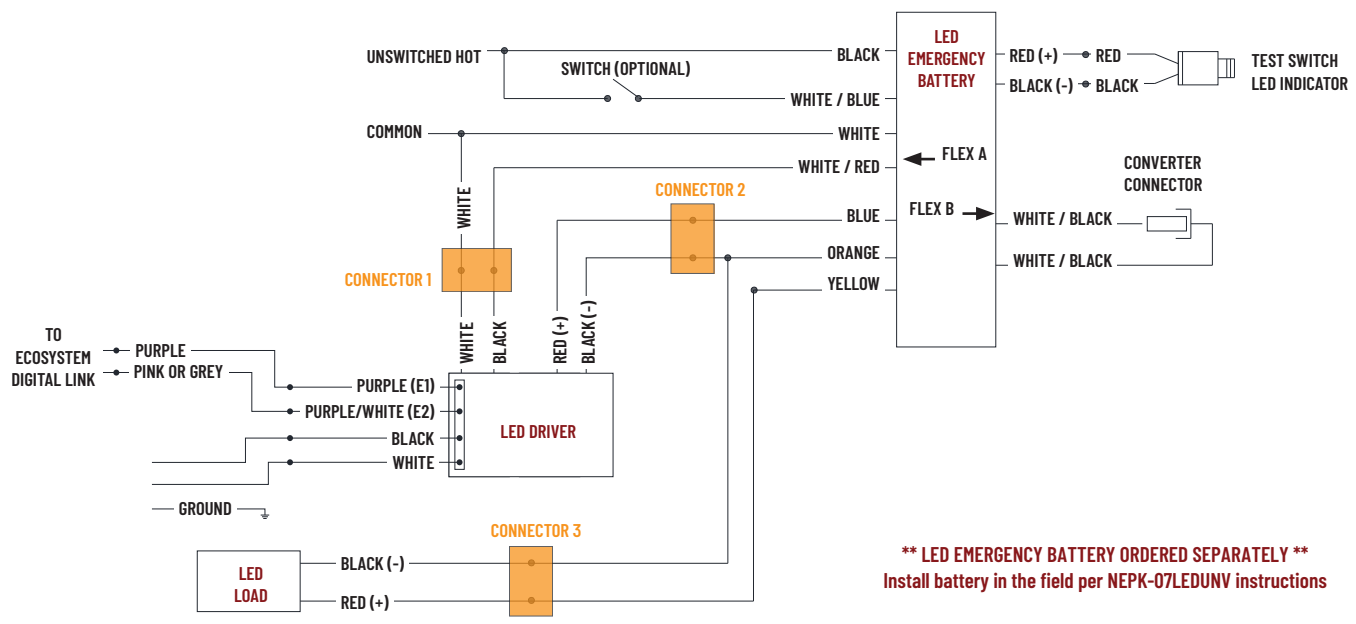 LED
EMERGENCY
BATTERY
UNSWITCHED HOT
BLACK
RED (+)
RED
TEST SWITCH
LED INDICATOR
SWITCH (OPTIONAL)
BLACK (-)
BLACK
WHITE / BLUE
COMMON
WHITE
FLEX A
WHITE / RED
CONVERTER
CONNECTOR
CONNECTOR 2
WHITE
BLUE
FLEX B
WHITE / BLACK
ORANGE
WHITE / BLACK
CONNECTOR 1
YELLOW
WHITE
BLACK
RED (+)
BLACK (-)
TO
ECOSYSTEM
DIGITAL LINK
PURPLE
PINK OR GREY
PURPLE (E1)
PURPLE/WHITE (E2)
BLACK
WHITE
LED DRIVER
GROUND
CONNECTOR 3
LED
LOAD
BLACK (-)
RED (+)
** LED EMERGENCY BATTERY ORDERED SEPARATELY **
Install battery in the field per NEPK-07LEDUNV instructions